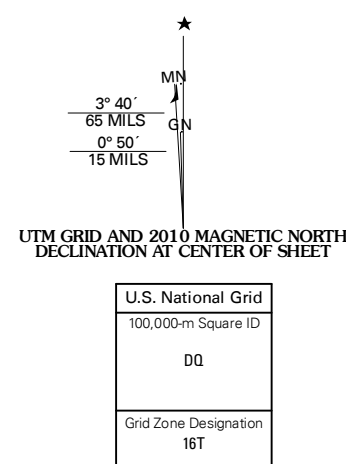 MN
3° 40´
65 MILS
GN
0° 50´
15 MILS
UTM GRID AND 2010 MAGNETIC NORTH
DECLINATION AT CENTER OF SHEET
U.S. National Grid
100,000-m Square ID
DQ
Grid Zone Designation
16T